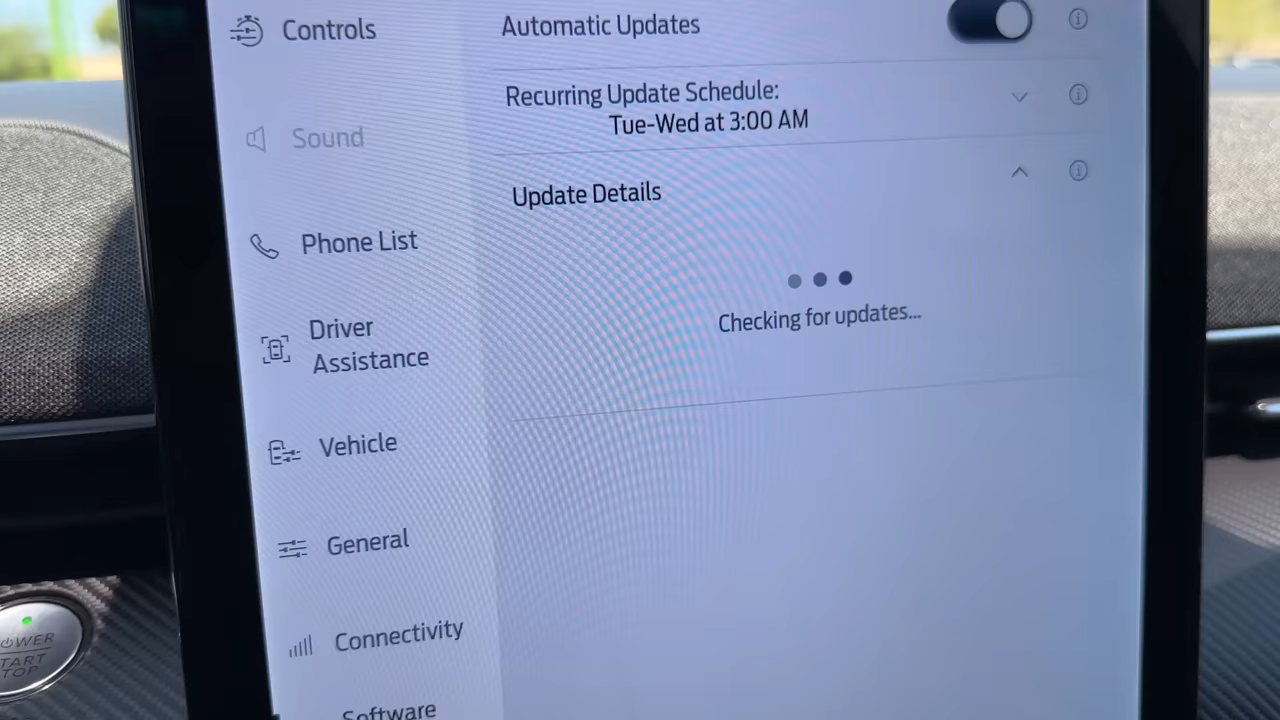 Controls
Sound
Phone List
Driver
Assistance
Vehicle
General
Connectivity
Software
Automatic Updates
Recurring Update Schedule:
Tue-Wed at 3:00 AM
Update Details
Checking for updates...
POWER
START
STOP